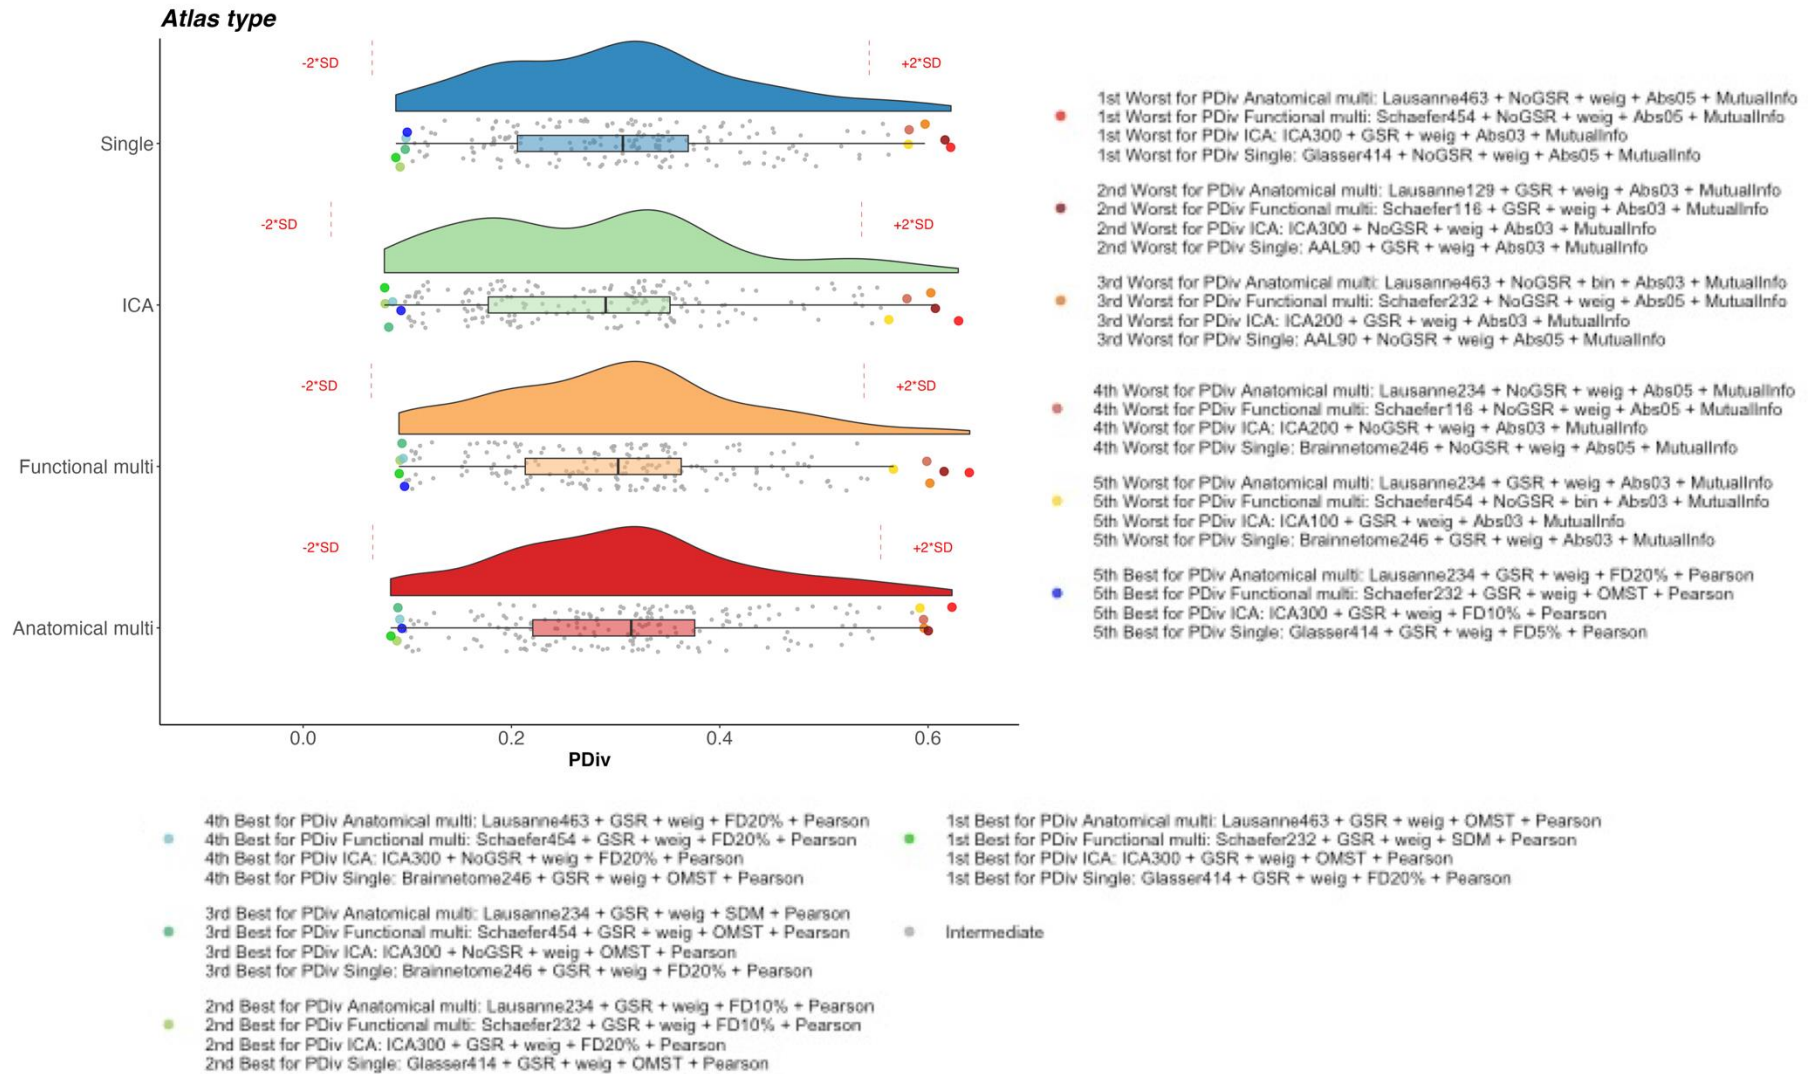 Atlas type
-2*SD
+2*SD
Single
-2*SD
+2*SD
ICA
-2*SD
+2*SD
Functional multi
-2*SD
+2*SD
Anatomical multi
0.0
0.2
0.4
0.6
PDiv
1st Worst for PDiv Anatomical multi: Lausanne463 + NoGSR + weig + Abs05 + MutualInfo
1st Worst for PDiv Functional multi: Schaefer454 + NoGSR + weig + Abs05 + MutualInfo
1st Worst for PDiv ICA: ICA300 + GSR + weig + Abs03 + MutualInfo
1st Worst for PDiv Single: Glasser414 + NoGSR + weig + Abs05 + MutualInfo
2nd Worst for PDiv Anatomical multi: Lausanne129 + GSR + weig + Abs03 + MutualInfo
2nd Worst for PDiv Functional multi: Schaefer116 + GSR + weig + Abs03 + MutualInfo
2nd Worst for PDiv ICA: ICA300 + NoGSR + weig + Abs03 + MutualInfo
2nd Worst for PDiv Single: AAL90 + GSR + weig + Abs03 + MutualInfo
3rd Worst for PDiv Anatomical multi: Lausanne463 + NoGSR + bin + Abs03 + MutualInfo
3rd Worst for PDiv Functional multi: Schaefer232 + NoGSR + weig + Abs05 + MutualInfo
3rd Worst for PDiv ICA: ICA200 + GSR + weig + Abs03 + MutualInfo
3rd Worst for PDiv Single: AAL90 + NoGSR + weig + Abs05 + MutualInfo
4th Worst for PDiv Anatomical multi: Lausanne234 + NoGSR + weig + Abs05 + MutualInfo
4th Worst for PDiv Functional multi: Schaefer116 + NoGSR + weig + Abs05 + MutualInfo
4th Worst for PDiv ICA: ICA200 + NoGSR + weig + Abs03 + MutualInfo
4th Worst for PDiv Single: Brainnetome246 + NoGSR + weig + Abs05 + MutualInfo
5th Worst for PDiv Anatomical multi: Lausanne234 + GSR + weig + Abs03 + MutualInfo
5th Worst for PDiv Functional multi: Schaefer454 + NoGSR + bin + Abs03 + MutualInfo
5th Worst for PDiv ICA: ICA100 + GSR + weig + Abs03 + MutualInfo
5th Worst for PDiv Single: Brainnetome246 + GSR + weig + Abs03 + MutualInfo
5th Best for PDiv Anatomical multi: Lausanne234 + GSR + weig + FD20% + Pearson
5th Best for PDiv Functional multi: Schaefer232 + GSR + weig + OMST + Pearson
5th Best for PDiv ICA: ICA300 + GSR + weig + FD10% + Pearson
5th Best for PDiv Single: Glasser414 + GSR + weig + FD5% + Pearson
4th Best for PDiv Anatomical multi: Lausanne463 + GSR + weig + FD20% + Pearson
4th Best for PDiv Functional multi: Schaefer454 + GSR + weig + FD20% + Pearson
4th Best for PDiv ICA: ICA300 + NoGSR + weig + FD20% + Pearson
4th Best for PDiv Single: Brainnetome246 + GSR + weig + OMST + Pearson
3rd Best for PDiv Anatomical multi: Lausanne234 + GSR + weig + SDM + Pearson
3rd Best for PDiv Functional multi: Schaefer454 + GSR + weig + OMST + Pearson
3rd Best for PDiv ICA: ICA300 + NoGSR + weig + OMST + Pearson
3rd Best for PDiv Single: Brainnetome246 + GSR + weig + FD20% + Pearson
2nd Best for PDiv Anatomical multi: Lausanne234 + GSR + weig + FD10% + Pearson
2nd Best for PDiv Functional multi: Schaefer232 + GSR + weig + FD10% + Pearson
2nd Best for PDiv ICA: ICA300 + GSR + weig + FD20% + Pearson
2nd Best for PDiv Single: Glasser414 + GSR + weig + OMST + Pearson
1st Best for PDiv Anatomical multi: Lausanne463 + GSR + weig + OMST + Pearson
1st Best for PDiv Functional multi: Schaefer232 + GSR + weig + SDM + Pearson
1st Best for PDiv ICA: ICA300 + GSR + weig + OMST + Pearson
1st Best for PDiv Single: Glasser414 + GSR + weig + FD20% + Pearson
Intermediate